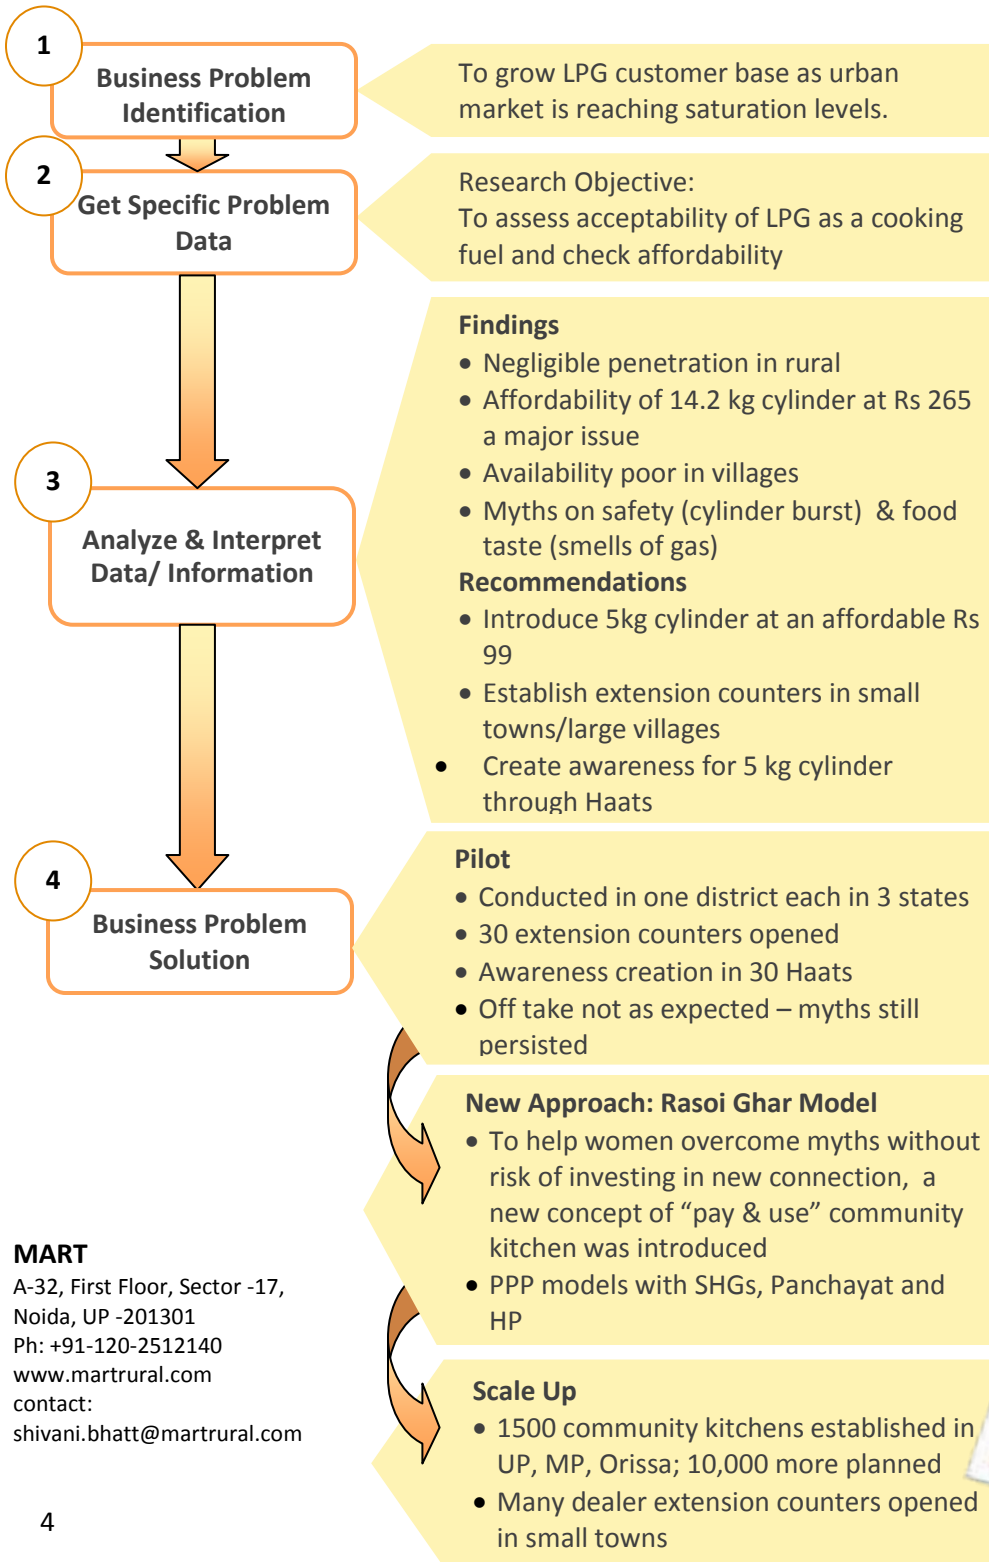 1
Business Problem
Identification
To grow LPG customer base as urban
market is reaching saturation levels.
2
Get Specific Problem
Data
Research Objective:
To assess acceptability of LPG as a cooking
fuel and check affordability
3
Analyze & Interpret
Data/ Information
Findings
• Negligible penetration in rural
• Affordability of 14.2 kg cylinder at Rs 265
a major issue
• Availability poor in villages
• Myths on safety (cylinder burst) & food
taste (smells of gas)
Recommendations
• Introduce 5kg cylinder at an affordable Rs
99
• Establish extension counters in small
towns/large villages
• Create awareness for 5 kg cylinder
through Haats
4
Business Problem
Solution
Pilot
• Conducted in one district each in 3 states
• 30 extension counters opened
• Awareness creation in 30 Haats
• Off take not as expected – myths still
persisted
New Approach: Rasoi Ghar Model
• To help women overcome myths without
risk of investing in new connection, a
new concept of “pay & use” community
kitchen was introduced
• PPP models with SHGs, Panchayat and
HP
Scale Up
• 1500 community kitchens established in
UP, MP, Orissa; 10,000 more planned
• Many dealer extension counters opened
in small towns
MART
A-32, First Floor, Sector -17,
Noida, UP -201301
Ph: +91-120-2512140
www.martrural.com
contact:
shivani.bhatt@martrural.com
4